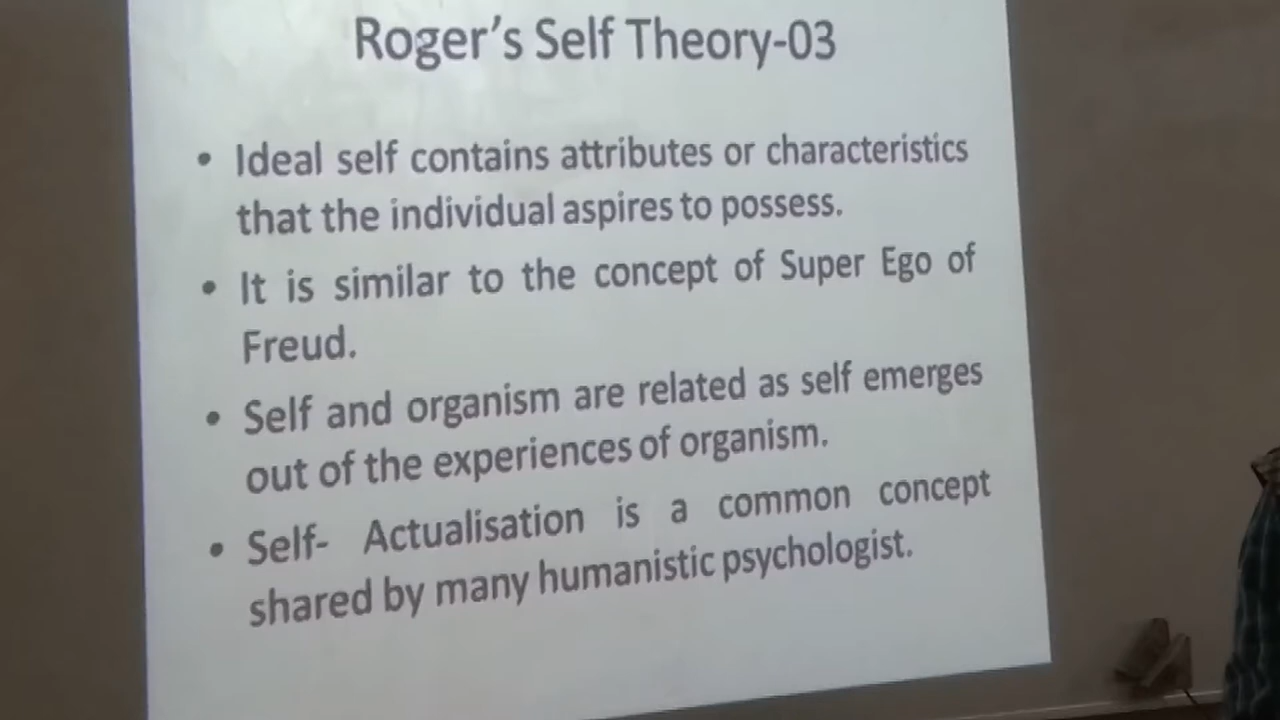 Roger's Self Theory-03
• Ideal self contains attributes or characteristics
that the individual aspires to possess.
• It is similar to the concept of Super Ego of
Freud.
• Self and organism are related as self emerges
out of the experiences of organism.
• Self- Actualisation is a common concept
shared by many humanistic psychologist.